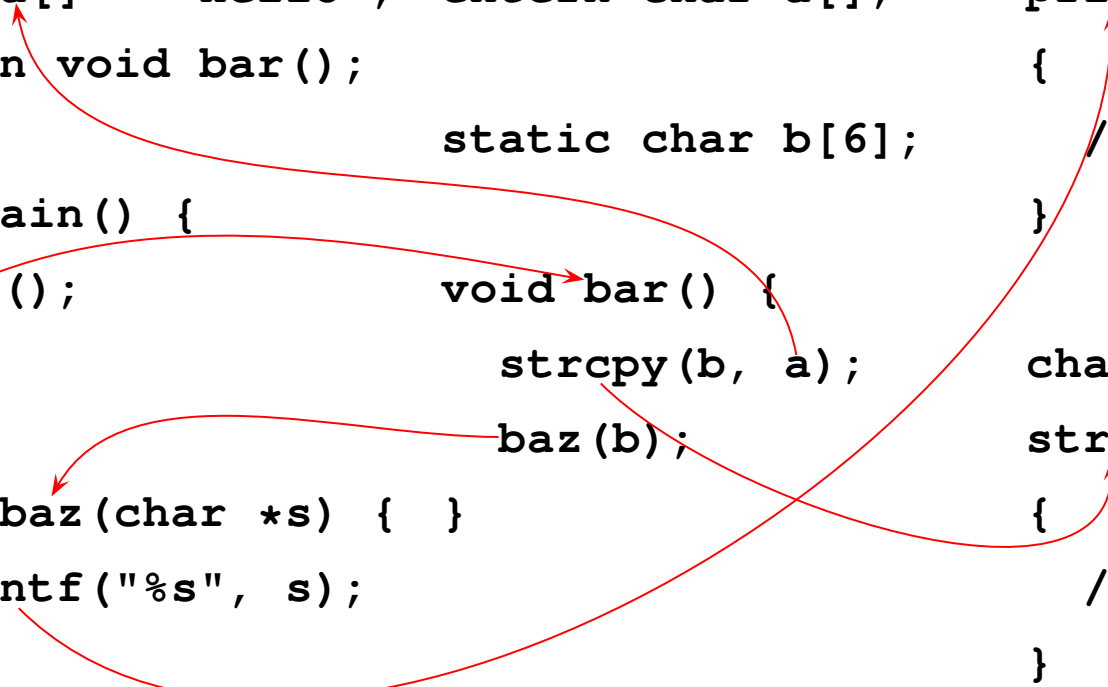 n void bar(); {
static char b[6]; /
ain() { }
(); void bar() {
strcpy(b, a); cha
baz(b); str
baz(char *s) { } {
ntf("%s", s); /
}